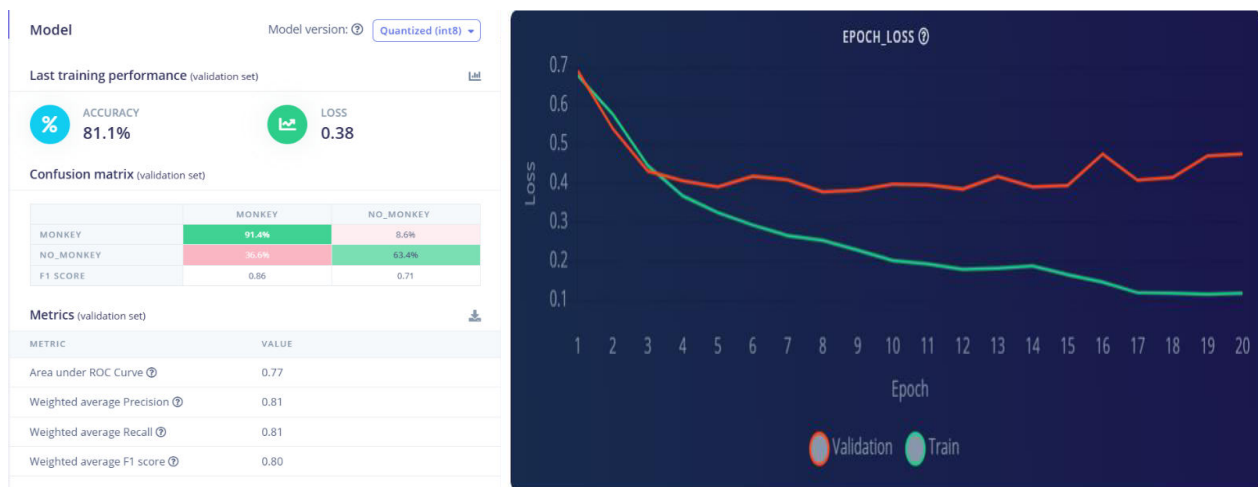 Model Model version: Quantized (int8)
Last training performance (validation set)
ACCURACY LOSS
81.1% 0.38
Confusion matrix (validation set)
MONKEY NO_MONKEY
MONKEY 91.4% 8.6%
NO_MONKEY 36.6% 63.4%
F1 SCORE 0.86 0.71
Metrics (validation set)
METRIC VALUE
Area under ROC Curve 0.77
Weighted average Precision 0.81
Weighted average Recall 0.81
Weighted average F1 score 0.80
EPOCH_LOSS
Loss
0.7
0.6
0.5
0.4
0.3
0.2
0.1
1 2 3 4 5 6 7 8 9 10 11 12 13 14 15 16 17 18 19 20
Epoch
Validation Train